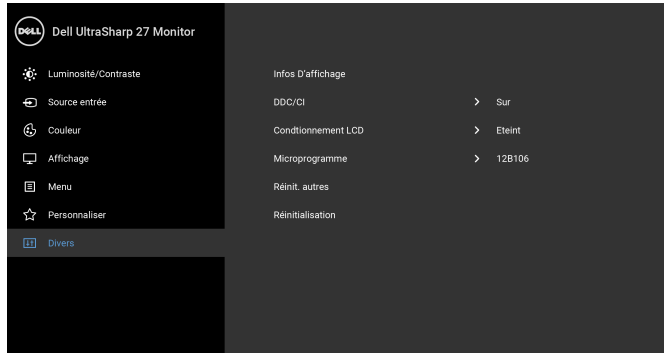 DELL Dell UltraSharp 27 Monitor
Luminosité/Contraste
Source entrée
Couleur
Affichage
Menu
Personnaliser
Divers
Infos D'affichage
DDC/CI > Sur
Condtionnement LCD > Eteint
Microprogramme > 12B106
Réinit. autres
Réinitialisation